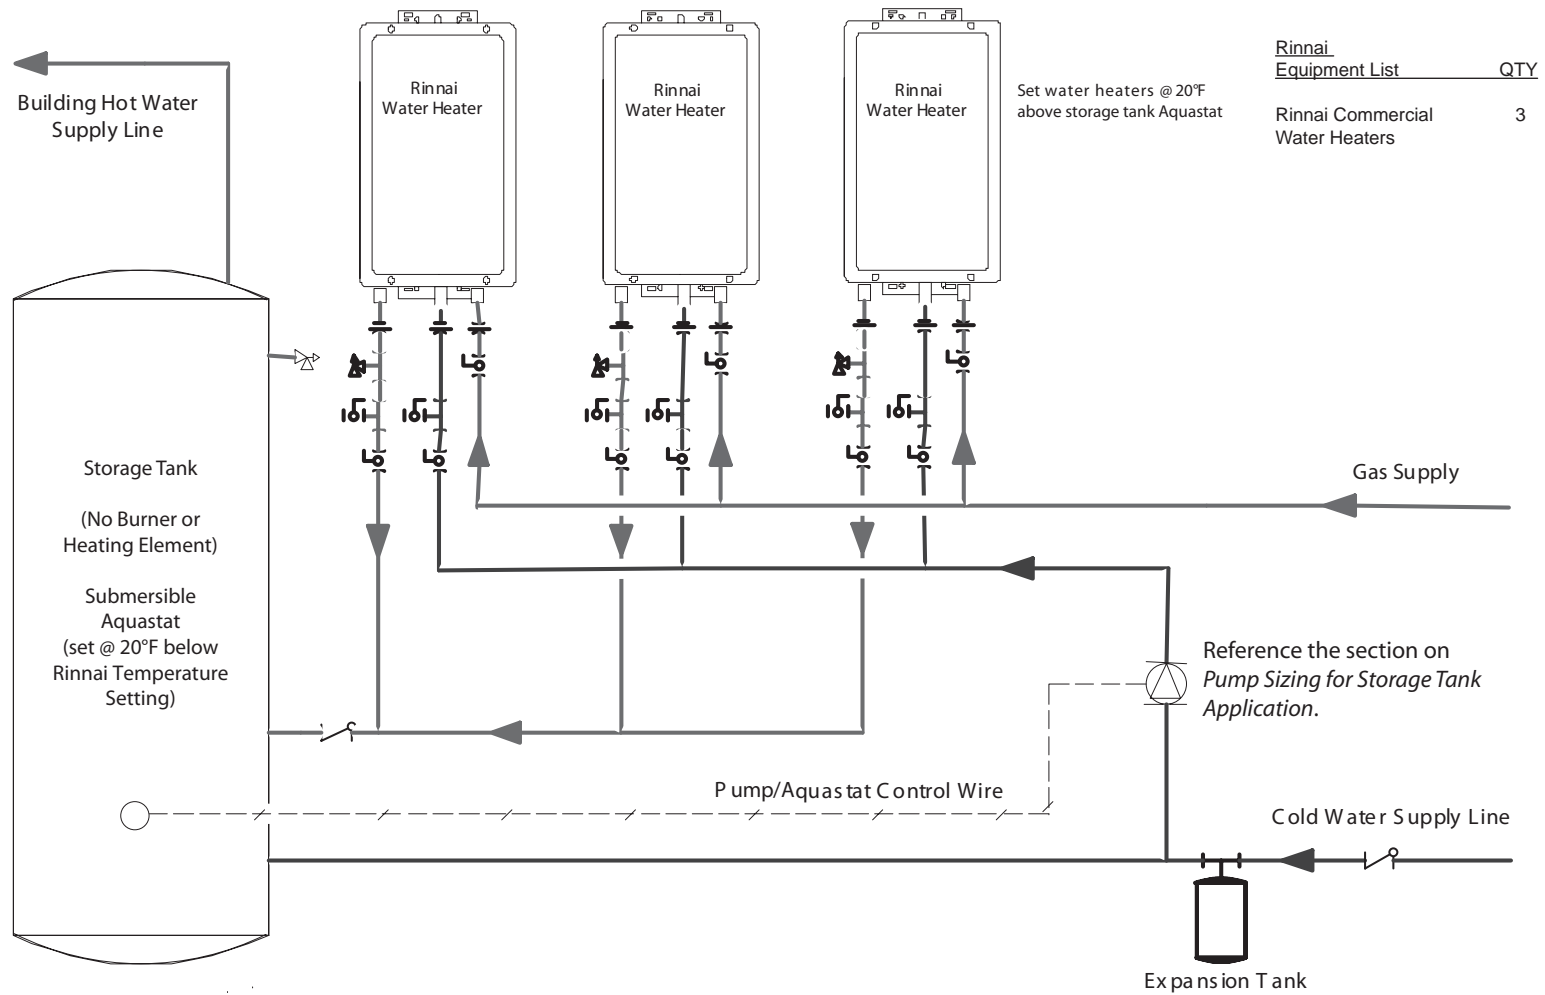 Building Hot Water
Supply Line
Rinnai
Water Heater
Rinnai
Water Heater
Rinnai
Water Heater
Set water heaters @ 20°F
above storage tank Aquastat
Rinnai
Equipment List QTY
Rinnai Commercial 3
Water Heaters
Storage Tank
(No Burner or
Heating Element)
Submersible
Aquastat
(set @ 20°F below
Rinnai Temperature
Setting)
Gas Supply
Reference the section on
Pump Sizing for Storage Tank
Application.
Pump/Aquastat Control Wire
Cold Water Supply Line
Expansion Tank